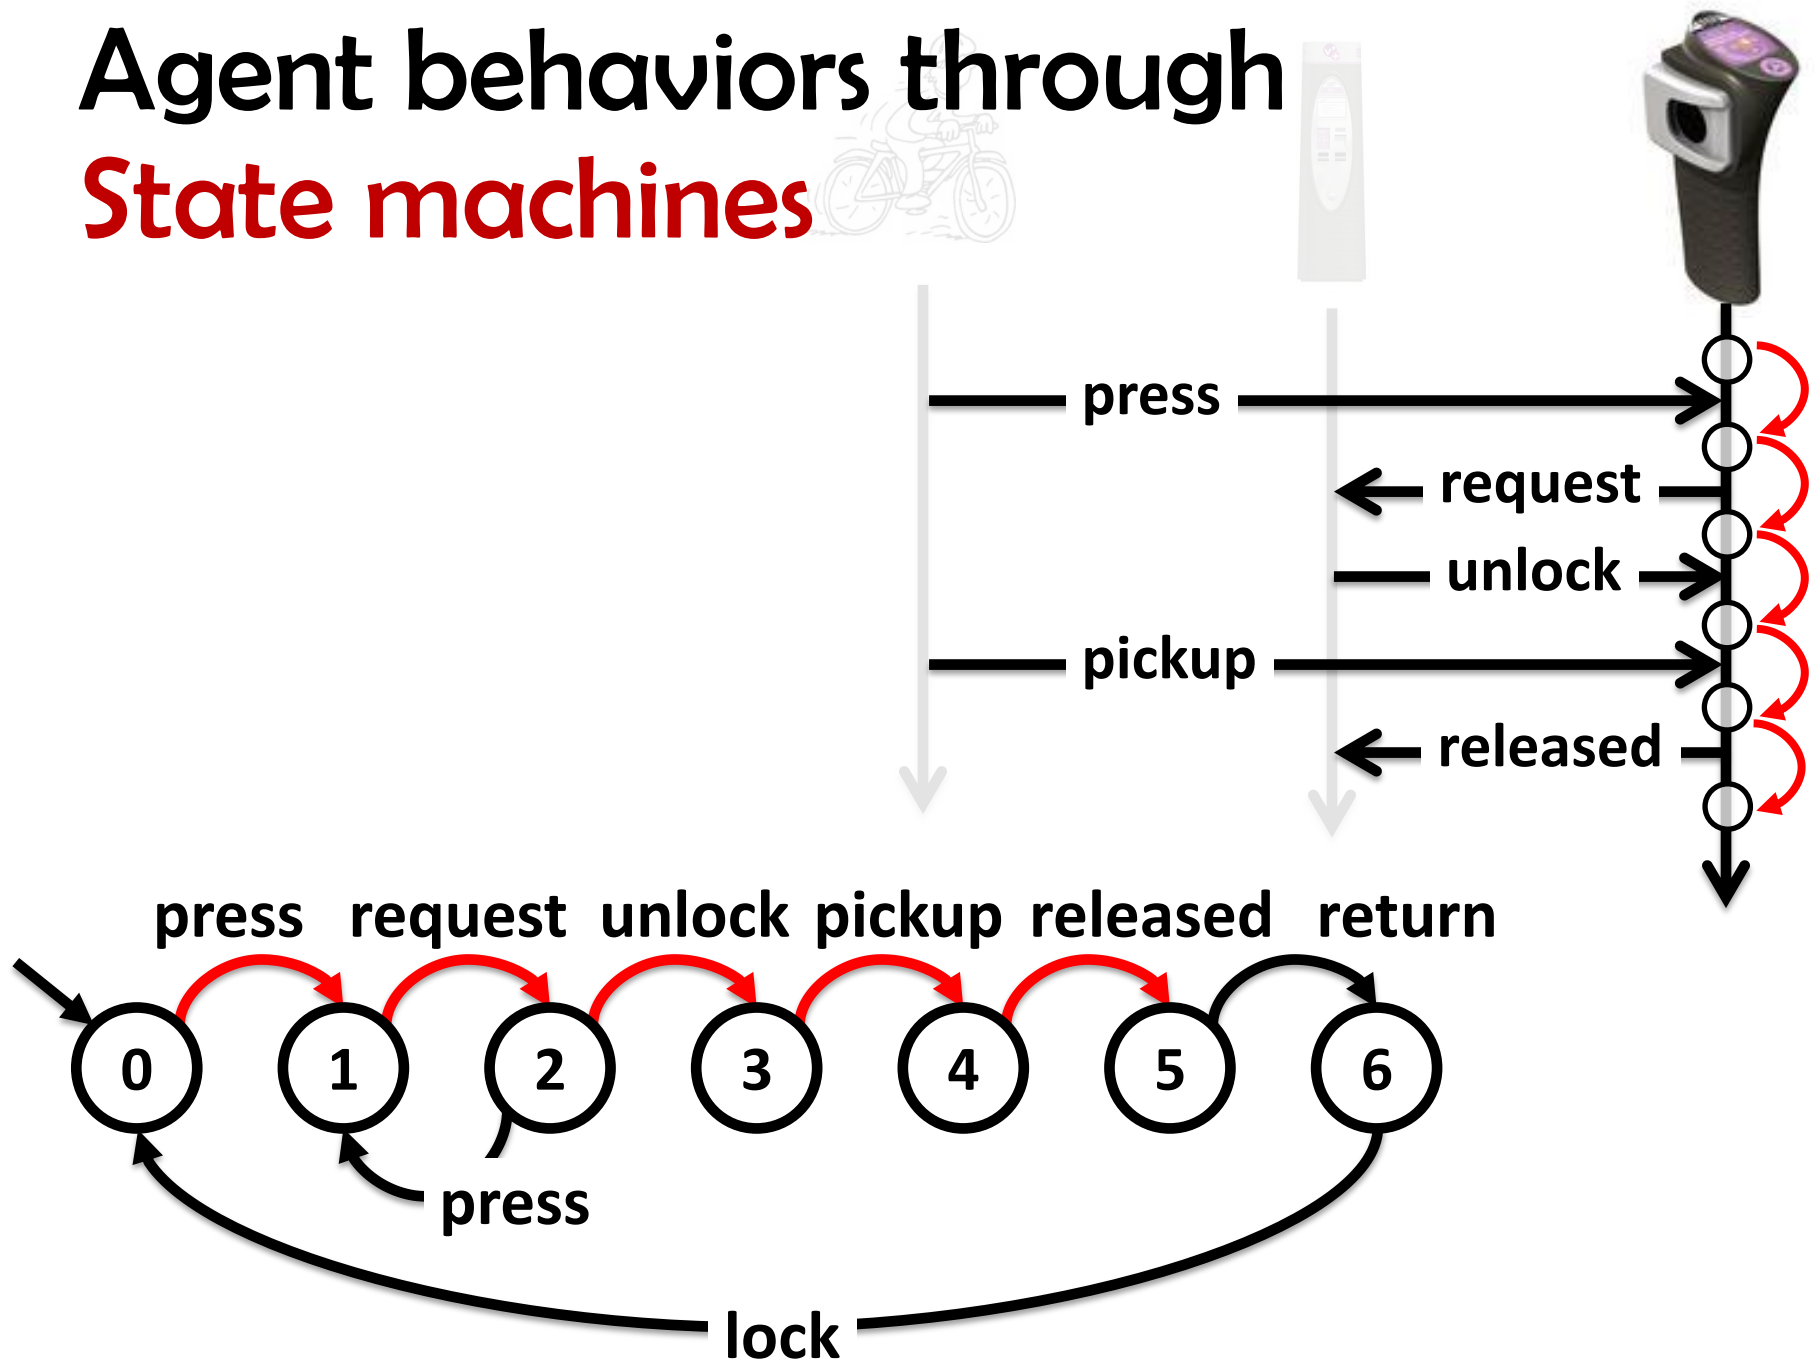 Agent behaviors through
State machines
press
request
unlock
pickup
released
press request unlock pickup released return
0 1 2 3 4 5 6
press
lock